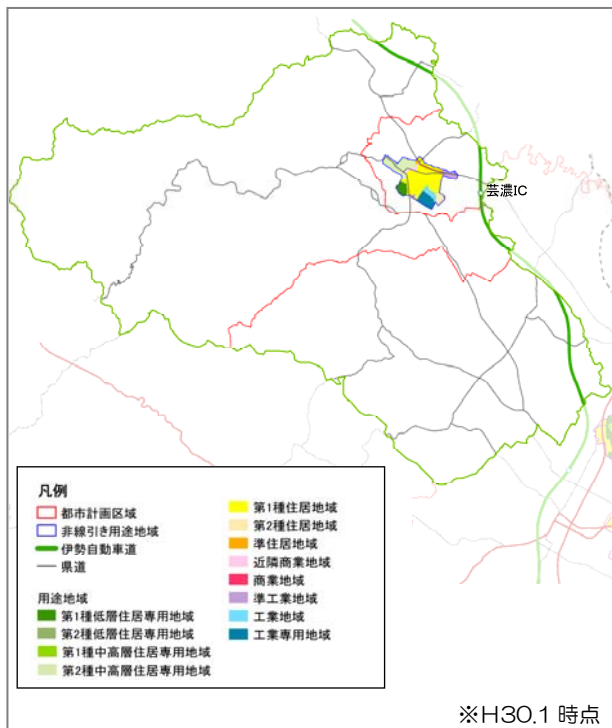 芸濃IC
凡例
都市計画区域
非線引き用途地域
伊勢自動車道
県道
用途地域
第1種低層住居専用地域
第2種低層住居専用地域
第1種中高層住居専用地域
第2種中高層住居専用地域
第1種住居地域
第2種住居地域
準住居地域
近隣商業地域
商業地域
準工業地域
工業地域
工業専用地域
※H30.1 時点